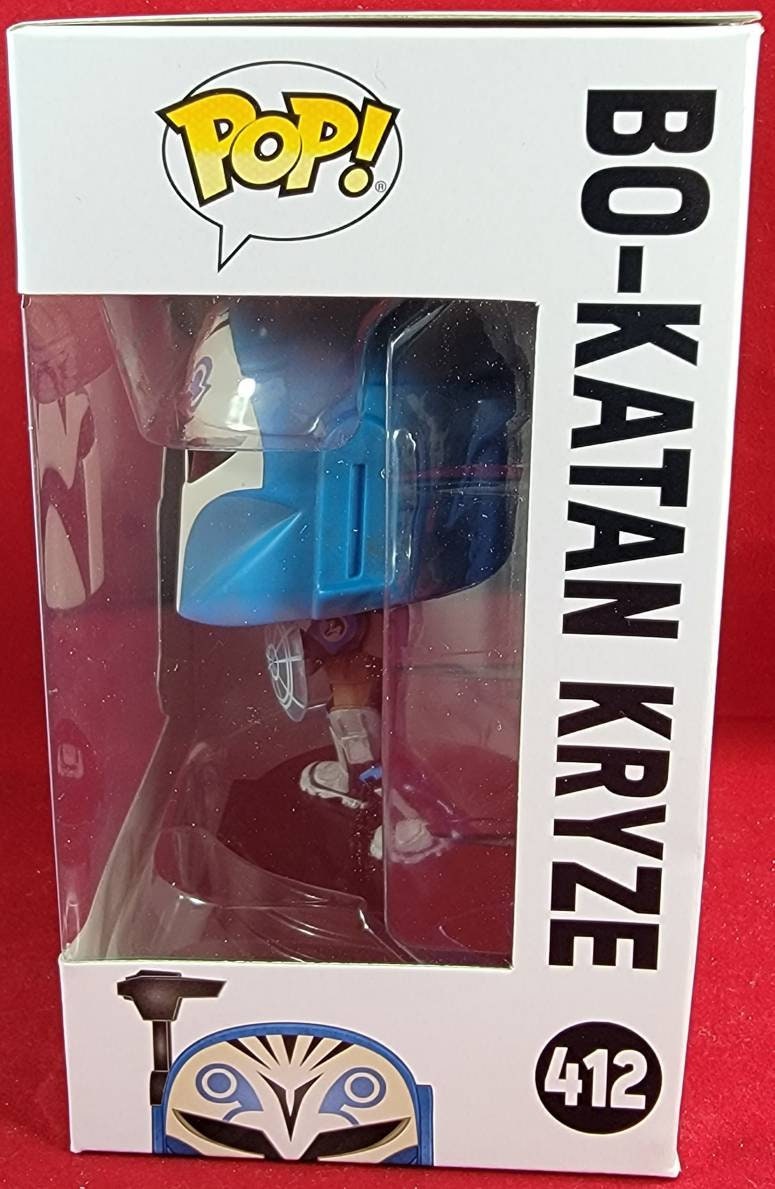 POP!
®
BO-KATAN KRYZE
412